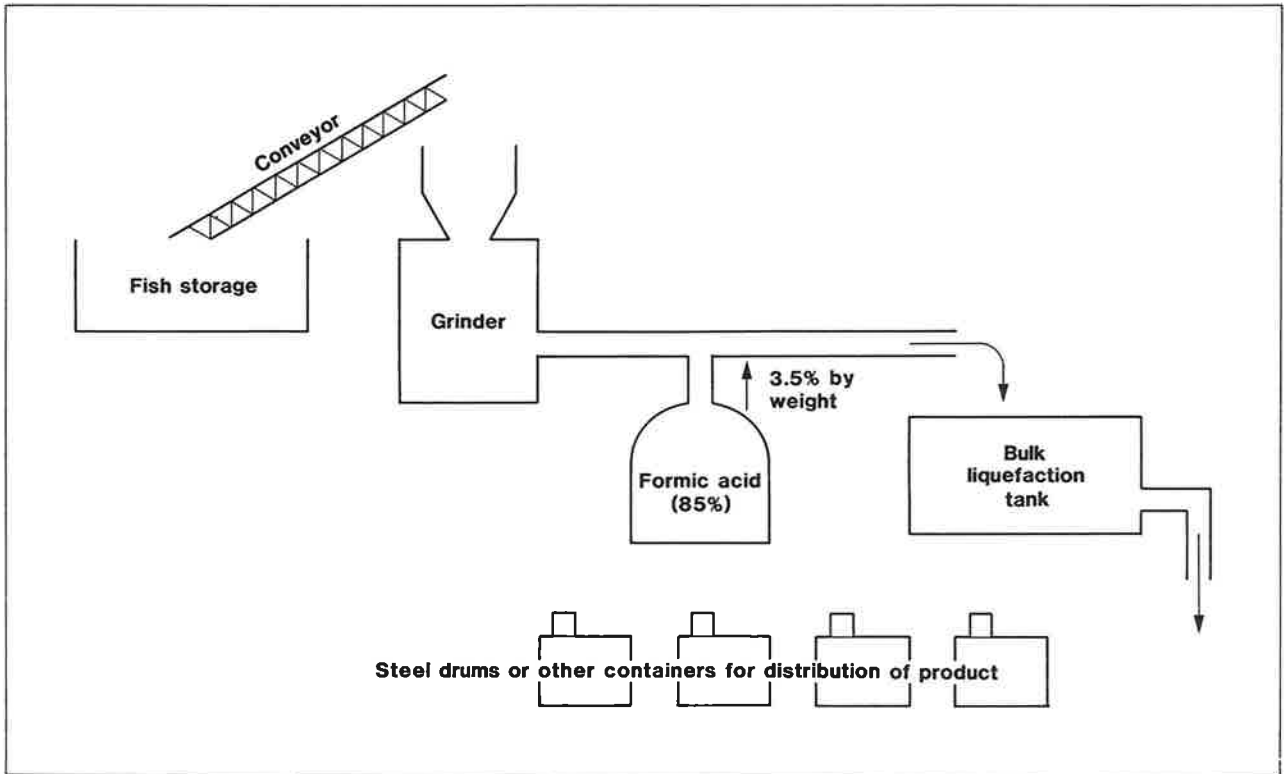 Conveyor
Fish storage
Grinder
3.5% by
weight
Formic acid
(85%)
Bulk
liquefaction
tank
Steel drums or other containers for distribution of product